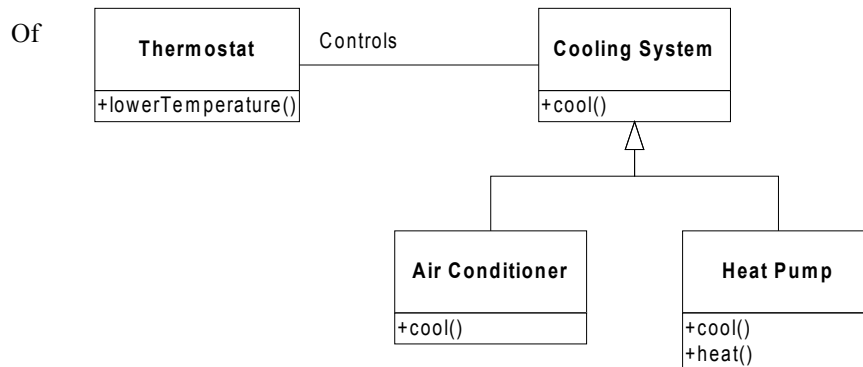 Of
Thermostat
Controls
Cooling System
+lowerTemperature()
+cool()
Air Conditioner
Heat Pump
+cool()
+cool()
+heat()